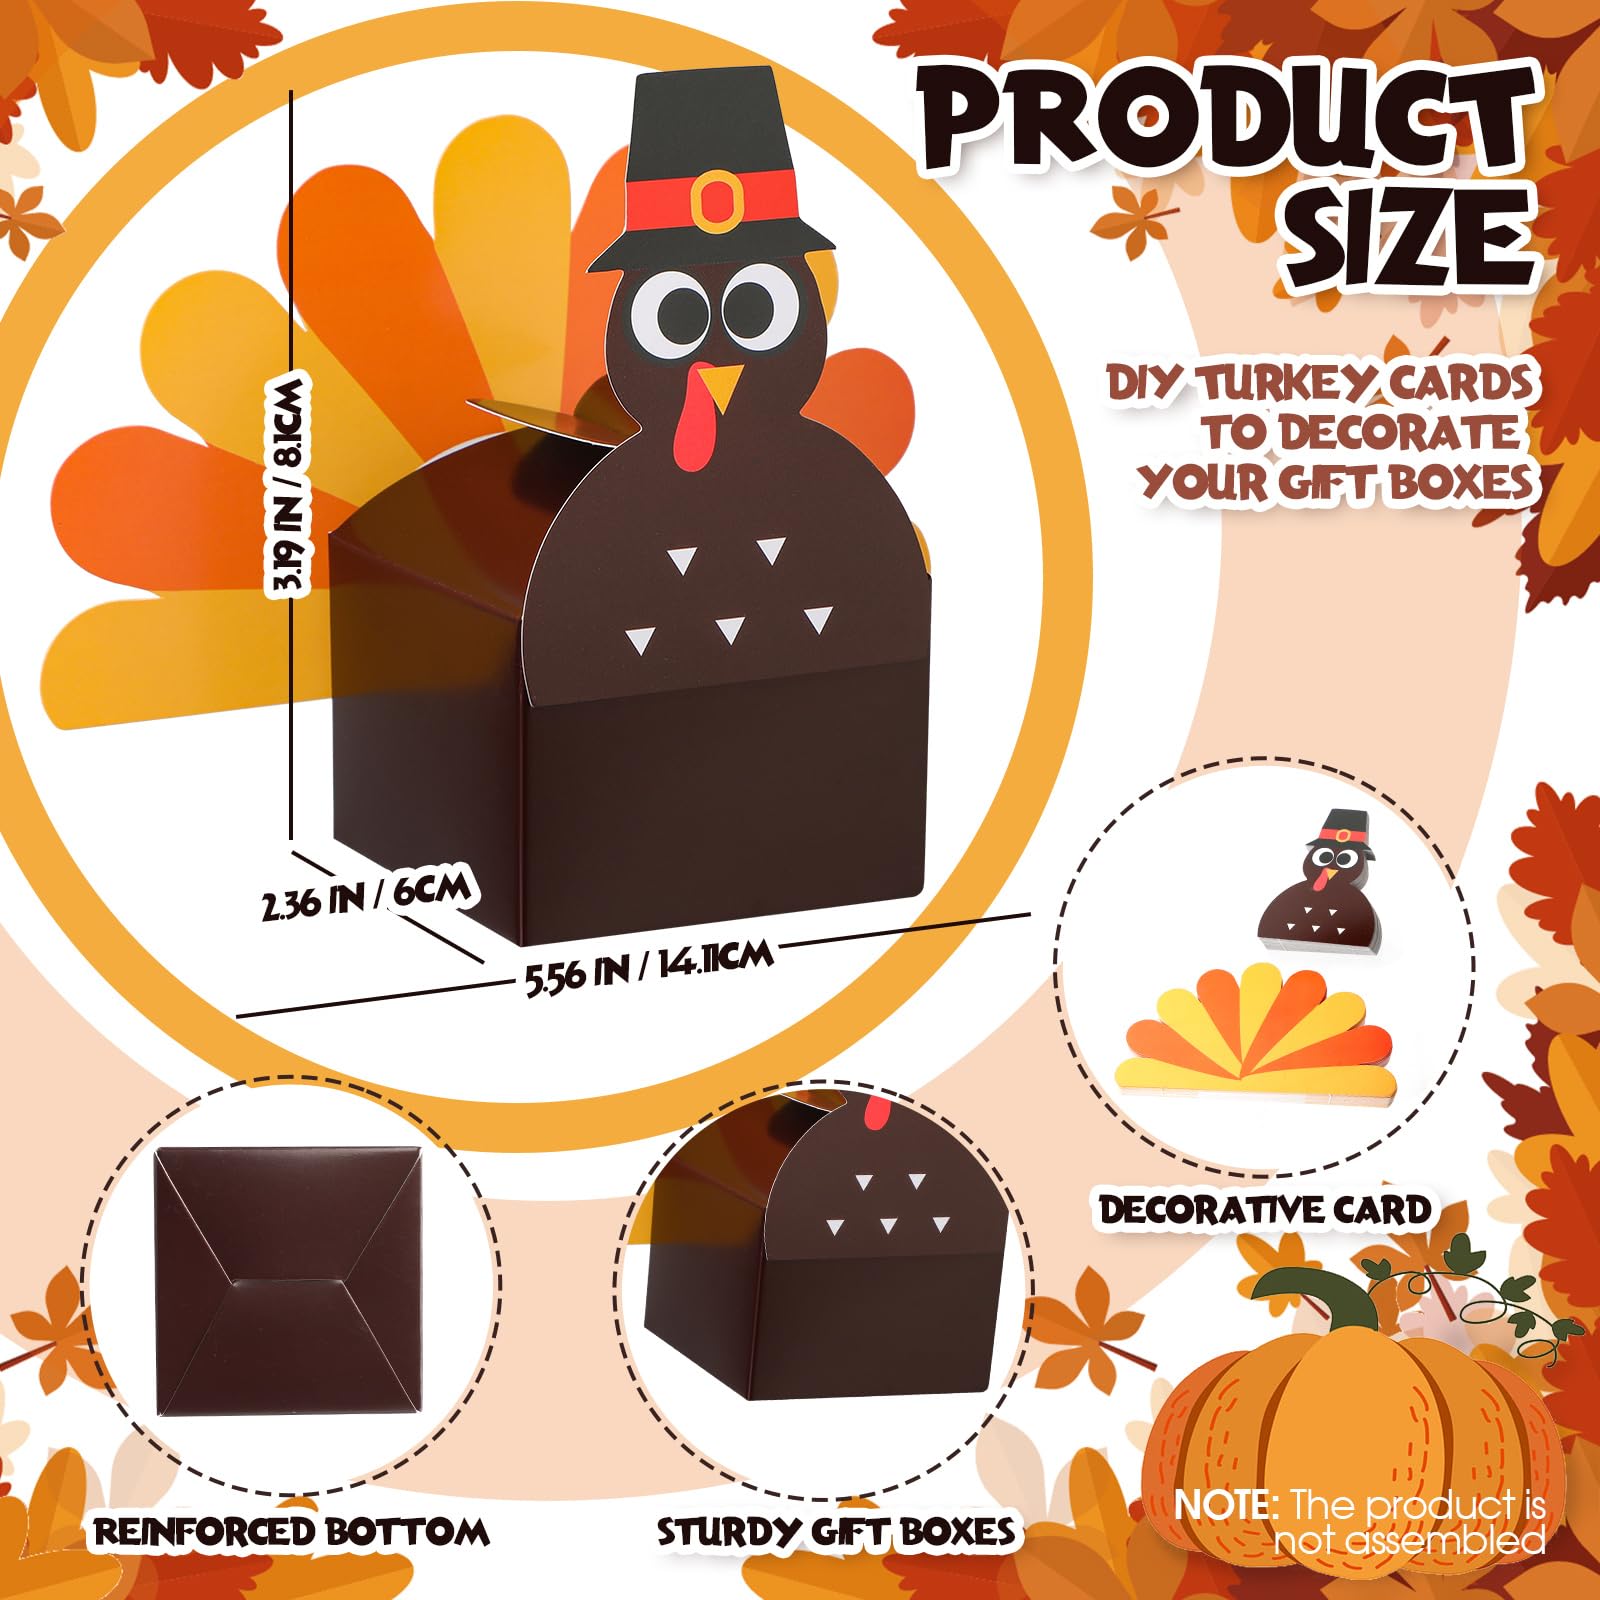 PRODUCT
SIZE
DIY TURKEY CARDS
TO DECORATE
YOUR GIFT BOXES
3.19 IN / 8.1CM
2.36 IN / 6CM
5.56 IN / 14.11CM
DECORATIVE CARD
REINFORCED BOTTOM
STURDY GIFT BOXES
NOTE: The product is
not assembled